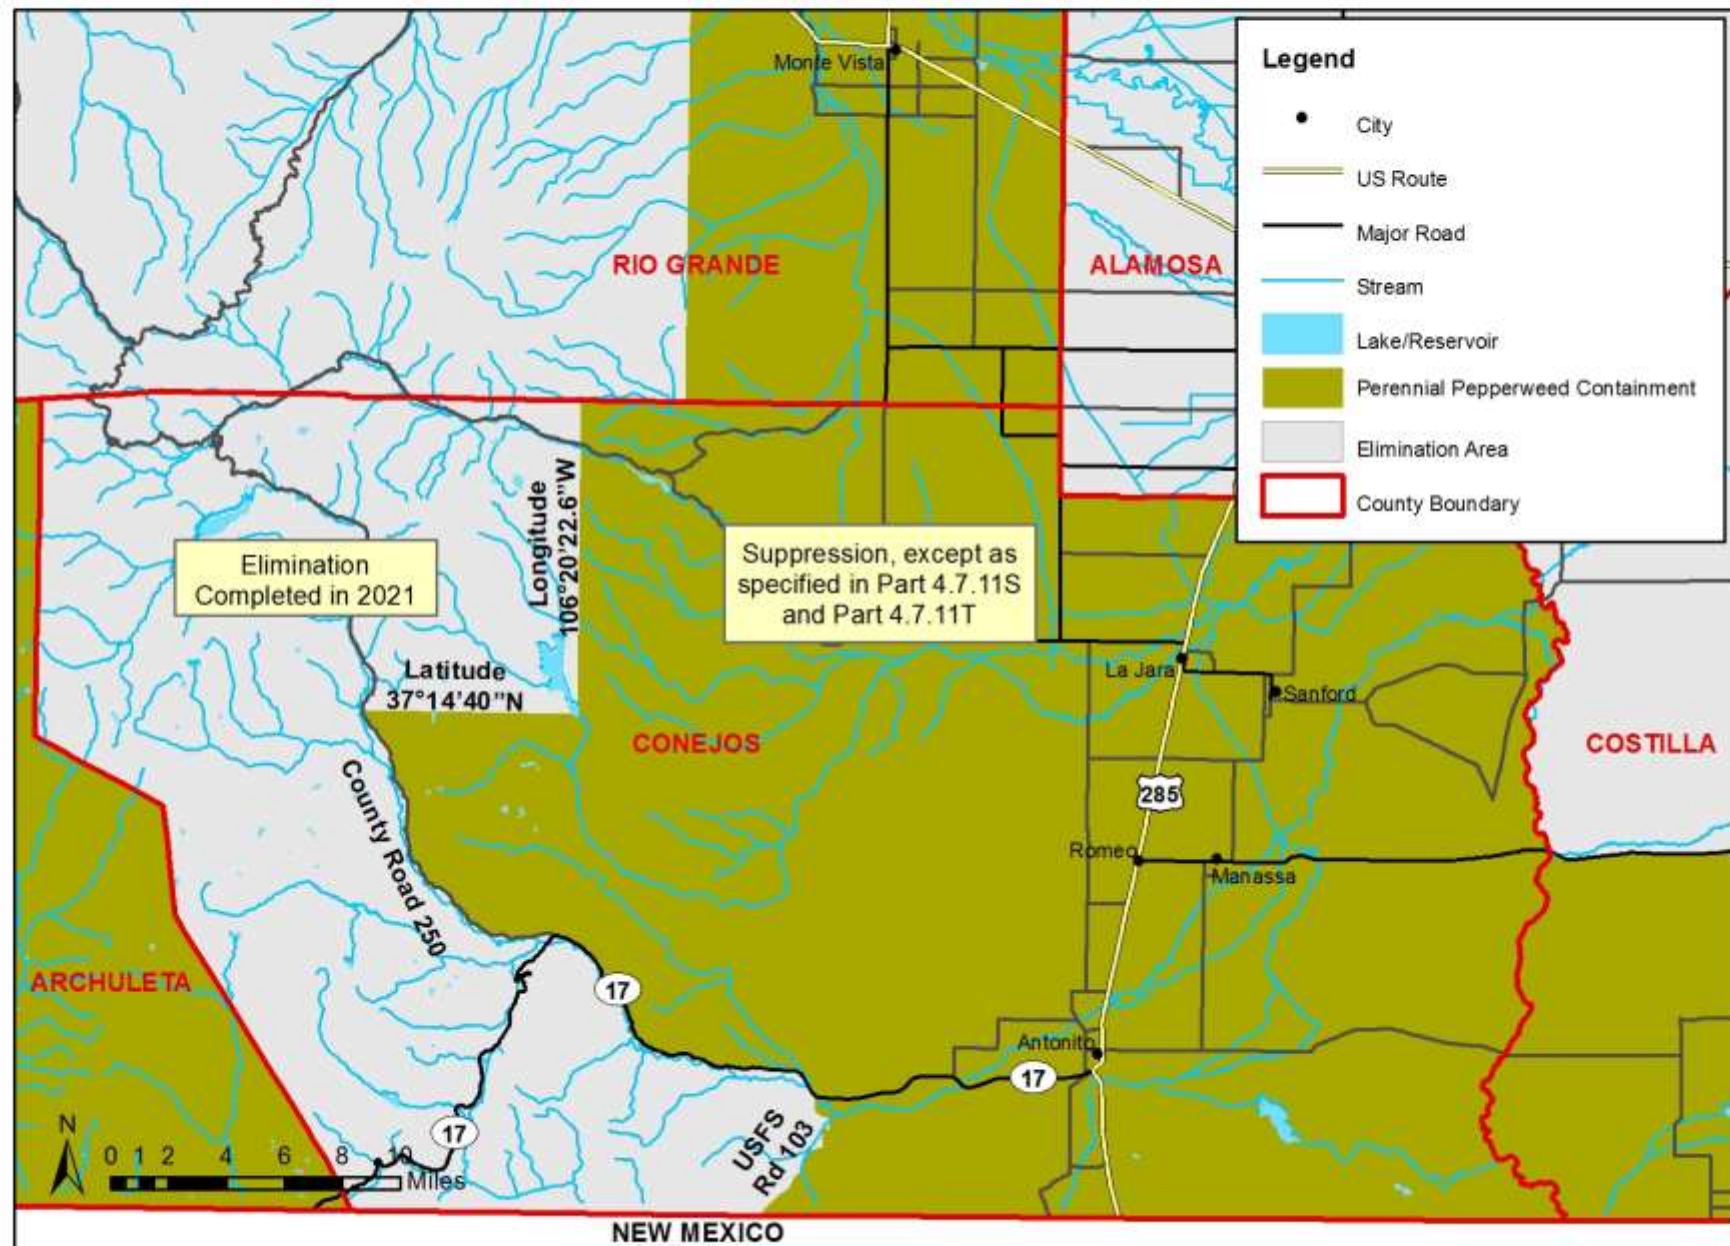 Monte Vista
RIO GRANDE
ALAMOSA
Legend
City
US Route
Major Road
Stream
Lake/Reservoir
Perennial Pepperweed Containment
Elimination Area
County Boundary
Elimination
Completed in 2021
Longitude
106°20'22.6"W
Suppression, except as
specified in Part 4.7.11S
and Part 4.7.11T
Latitude
37°14'40"N
La Jara
Sanford
CONEJOS
COSTILLA
285
County Road 250
Romeo
Manassa
ARCHULETA
17
Antonito
17
USFS
Rd 103
17
N
0 1 2 4 6 8 10
Miles
NEW MEXICO